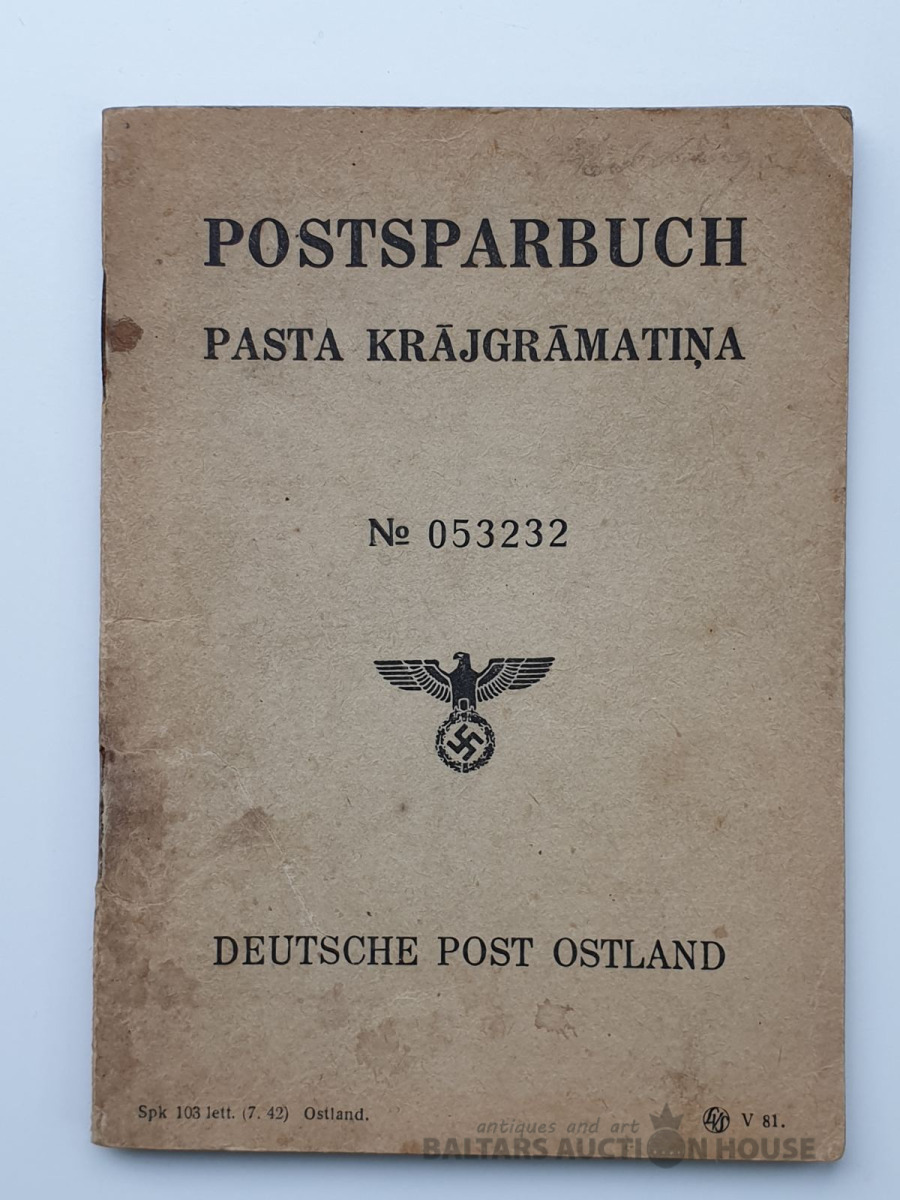 POSTSPARBUCH
PASTA KRĀJGRĀMATIŅA
№ 053232
DEUTSCHE POST OSTLAND
Spk 103 lett. (7. 42) Ostland.
V 81.
antiques and art
BALTARS AUCTION HOUSE